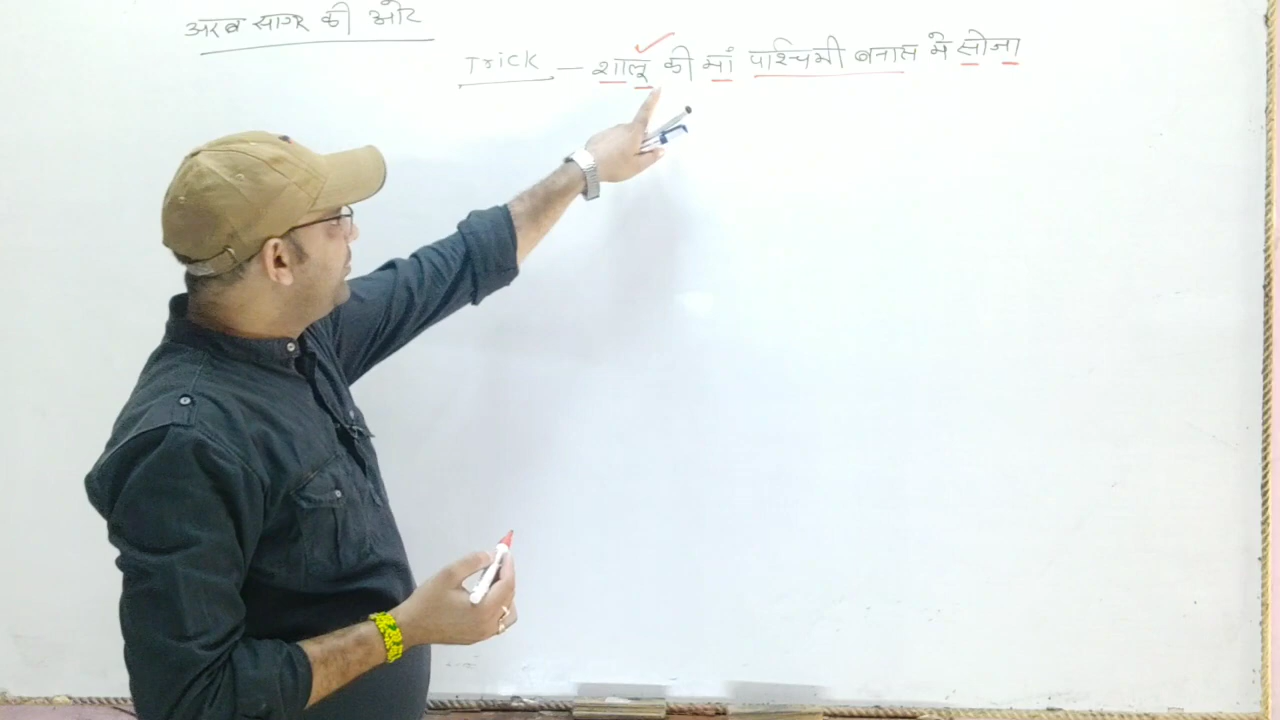 अरब सागर की ओर
Trick – शालू की मां पश्चिमी बनास मे सोजा